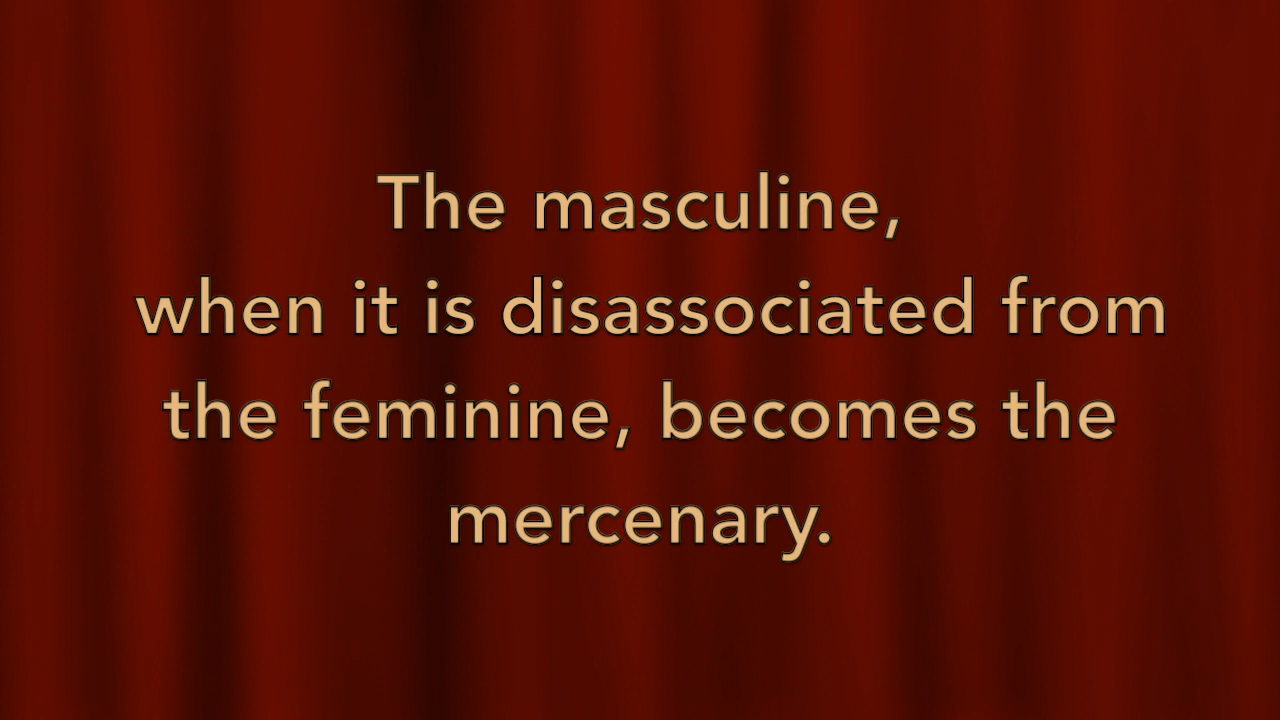 The masculine,
when it is disassociated from
the feminine, becomes the
mercenary.